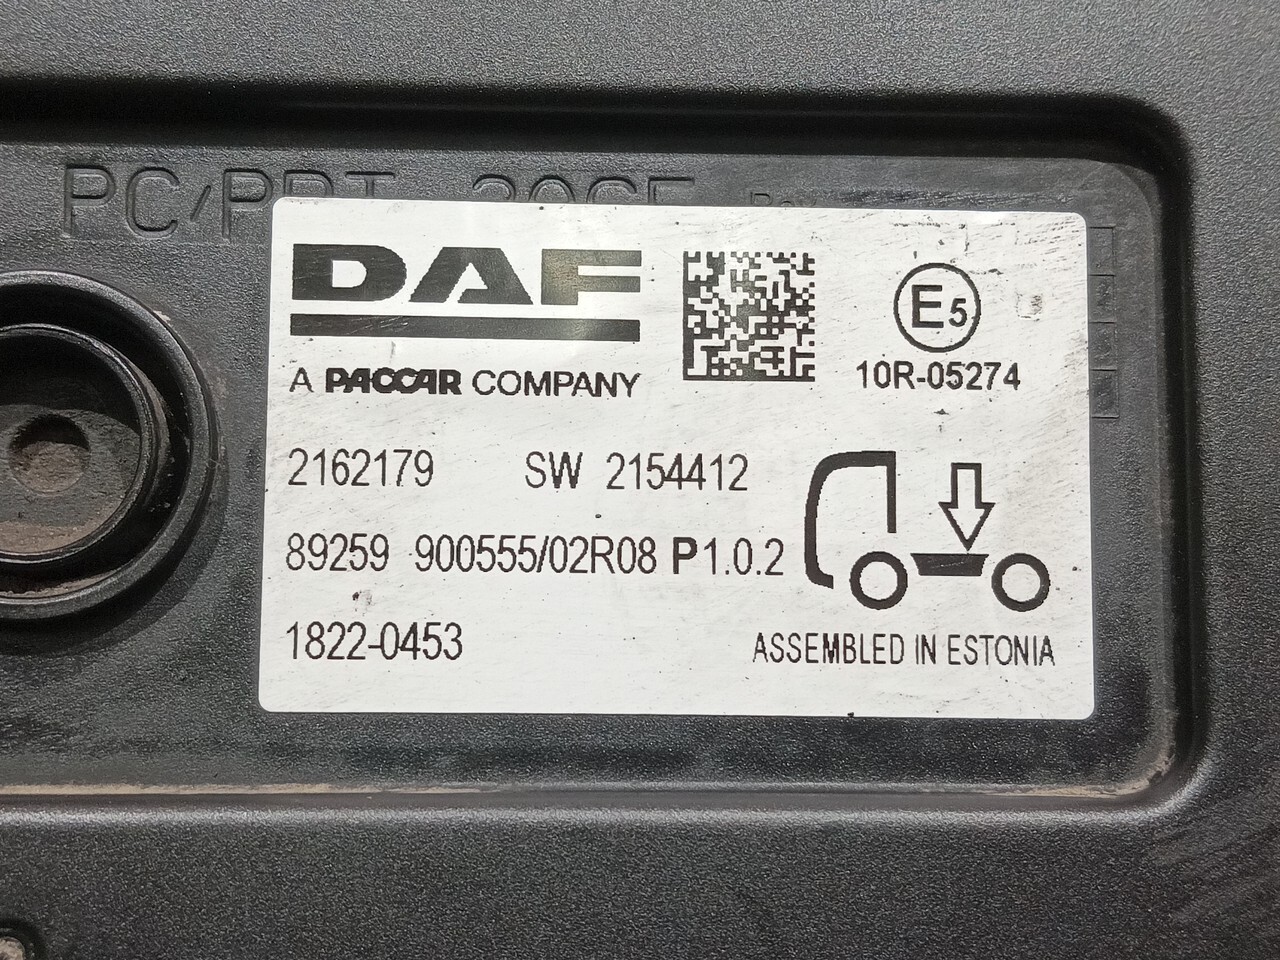 DAF
A PACCAR COMPANY
E5
10R-05274
2162179 SW 2154412
89259 900555/02R08 P1.0.2
1822-0453
ASSEMBLED IN ESTONIA